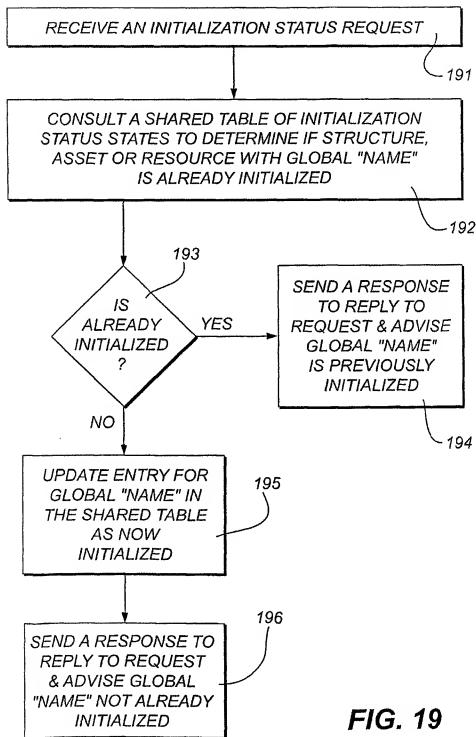 RECEIVE AN INITIALIZATION STATUS REQUEST
191
CONSULT A SHARED TABLE OF INITIALIZATION
STATUS STATES TO DETERMINE IF STRUCTURE,
ASSET OR RESOURCE WITH GLOBAL "NAME"
IS ALREADY INITIALIZED
192
193
IS
ALREADY
INITIALIZED
?
YES
SEND A RESPONSE
TO REPLY TO
REQUEST & ADVISE
GLOBAL "NAME"
IS PREVIOUSLY
INITIALIZED
194
NO
UPDATE ENTRY FOR
GLOBAL "NAME" IN
THE SHARED TABLE
AS NOW
INITIALIZED
195
SEND A RESPONSE TO
REPLY TO REQUEST
& ADVISE GLOBAL
"NAME" NOT ALREADY
INITIALIZED
196
FIG. 19